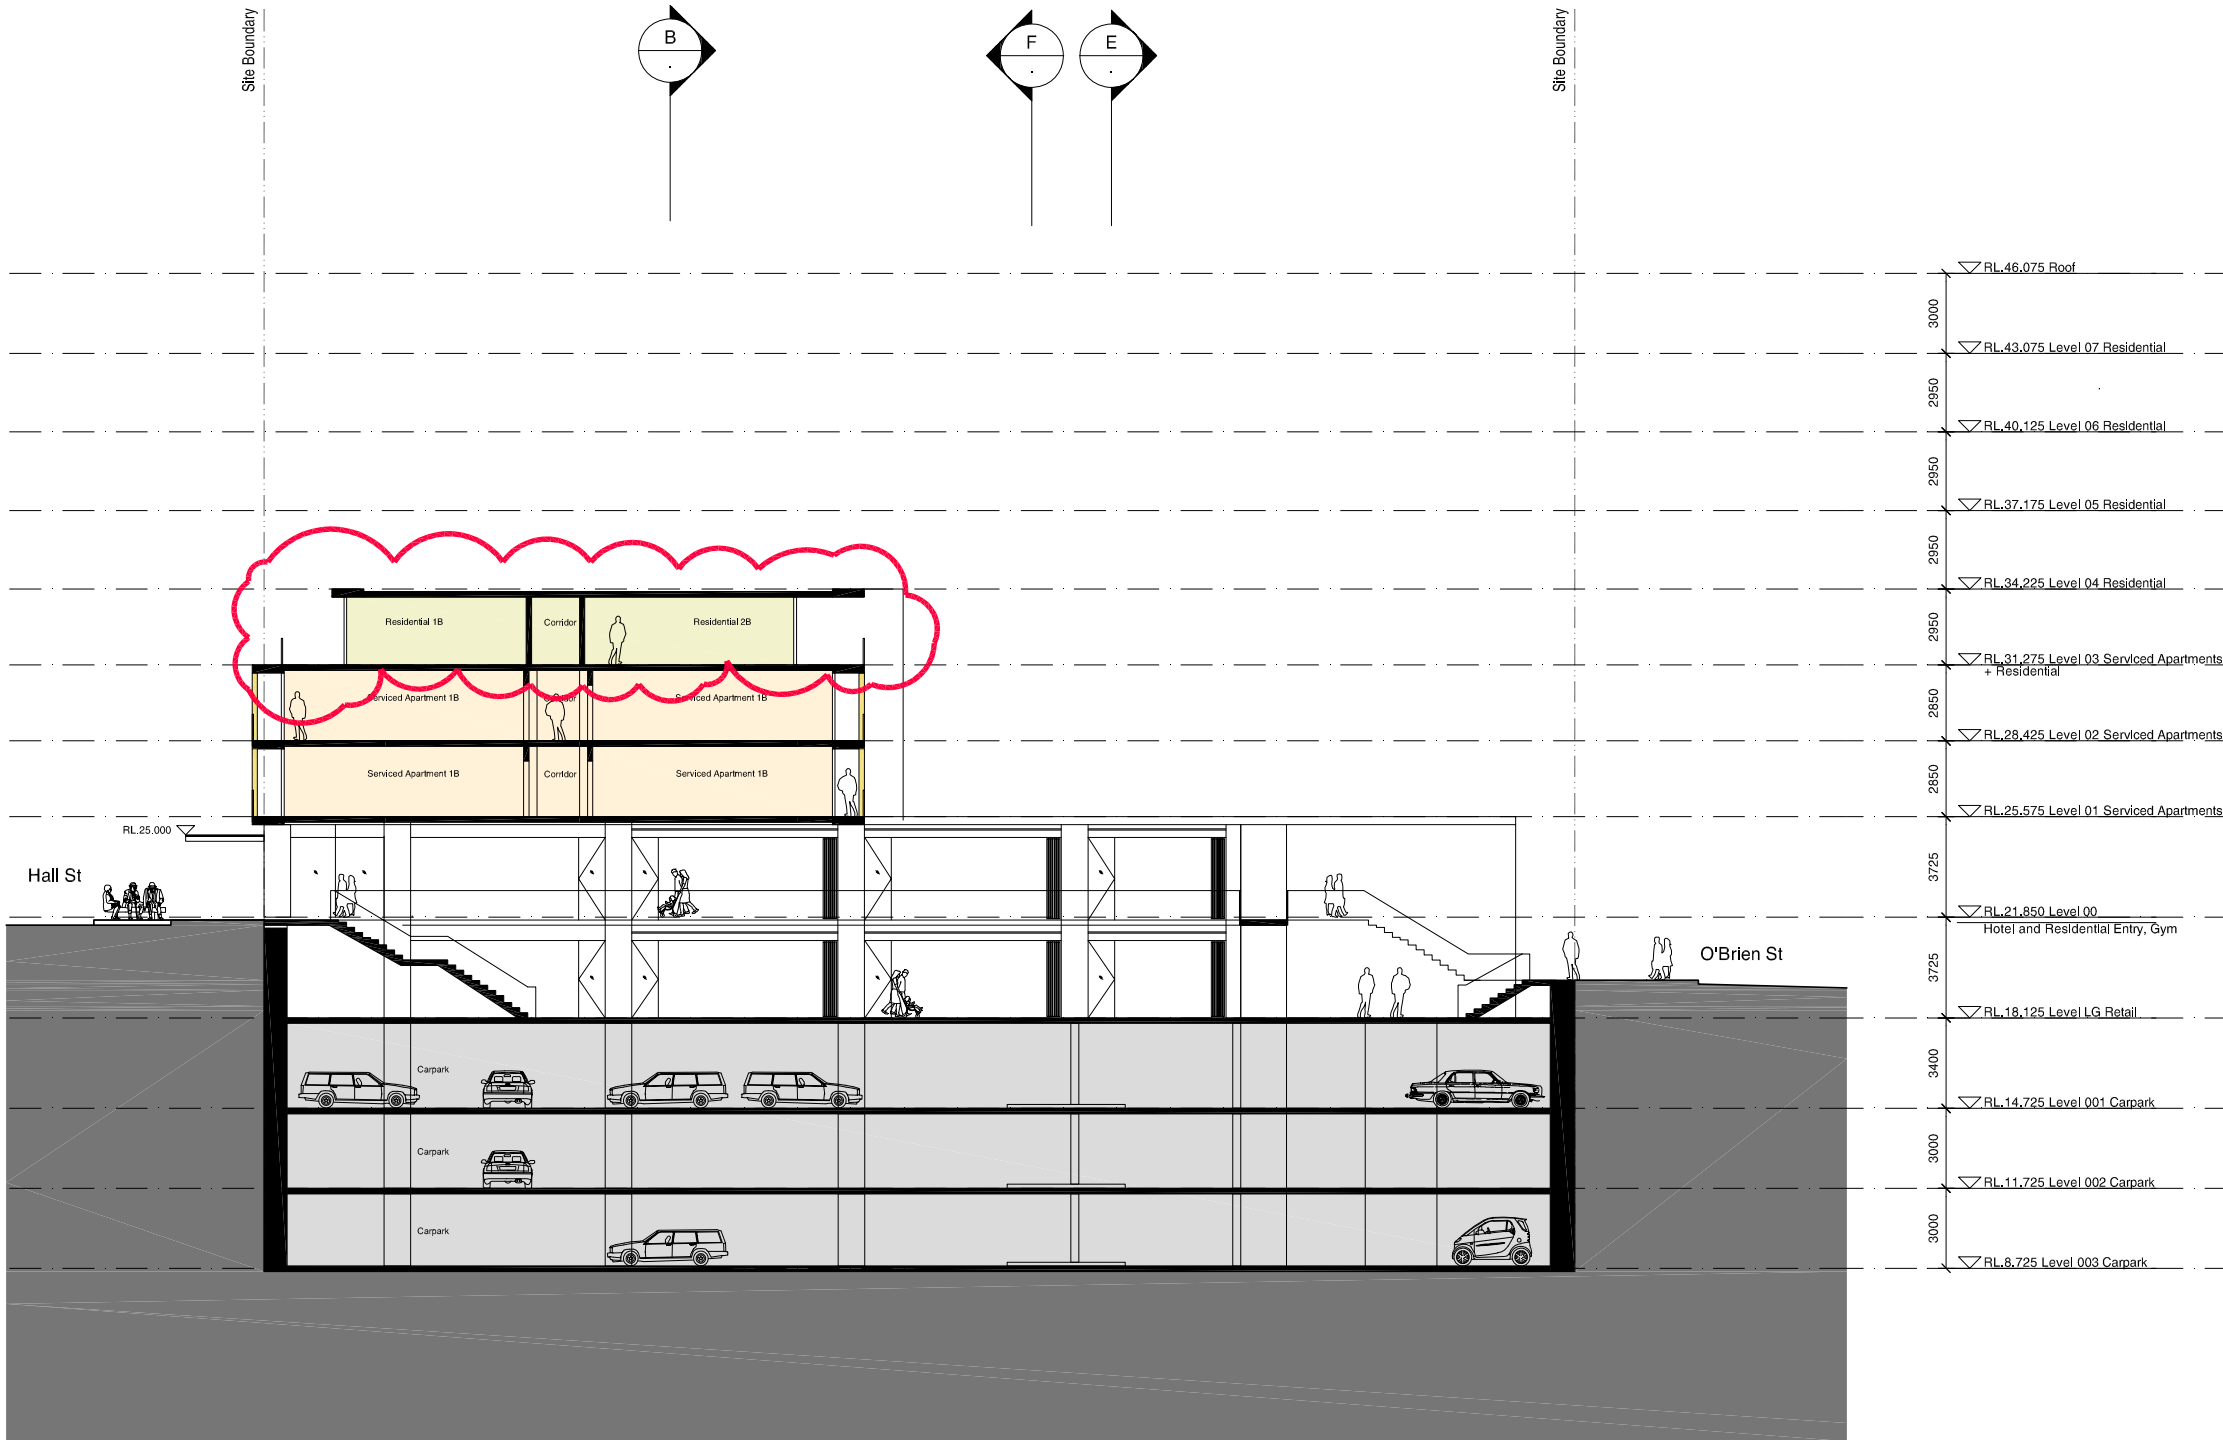 Site Boundary
B
F
E
Site Boundary
RL.46.075 Roof
3000
RL.43.075 Level 07 Residential
2950
RL.40.125 Level 06 Residential
2950
RL.37.175 Level 05 Residential
2950
RL.34.225 Level 04 Residential
Residential 1B
Corridor
Residential 2B
2950
RL.31.275 Level 03 Serviced Apartments
+ Residential
Serviced Apartment 1B
Corridor
Serviced Apartment 1B
2850
RL.28.425 Level 02 Serviced Apartments
Serviced Apartment 1B
Corridor
Serviced Apartment 1B
2850
RL.25.575 Level 01 Serviced Apartments
RL.25.000
Hall St
3725
RL.21.850 Level 00
Hotel and Residential Entry, Gym
O'Brien St
3725
RL.18.125 Level LG Retail
Carpark
3400
RL.14.725 Level 001 Carpark
Carpark
3000
RL.11.725 Level 002 Carpark
Carpark
3000
RL.8.725 Level 003 Carpark